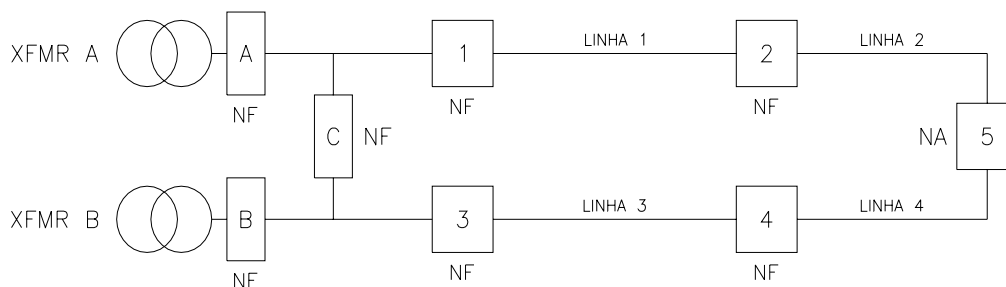 XFMR A
A
NF
1
NF
LINHA 1
2
NF
LINHA 2
C
NF
NA
5
XFMR B
B
NF
3
NF
LINHA 3
4
NF
LINHA 4